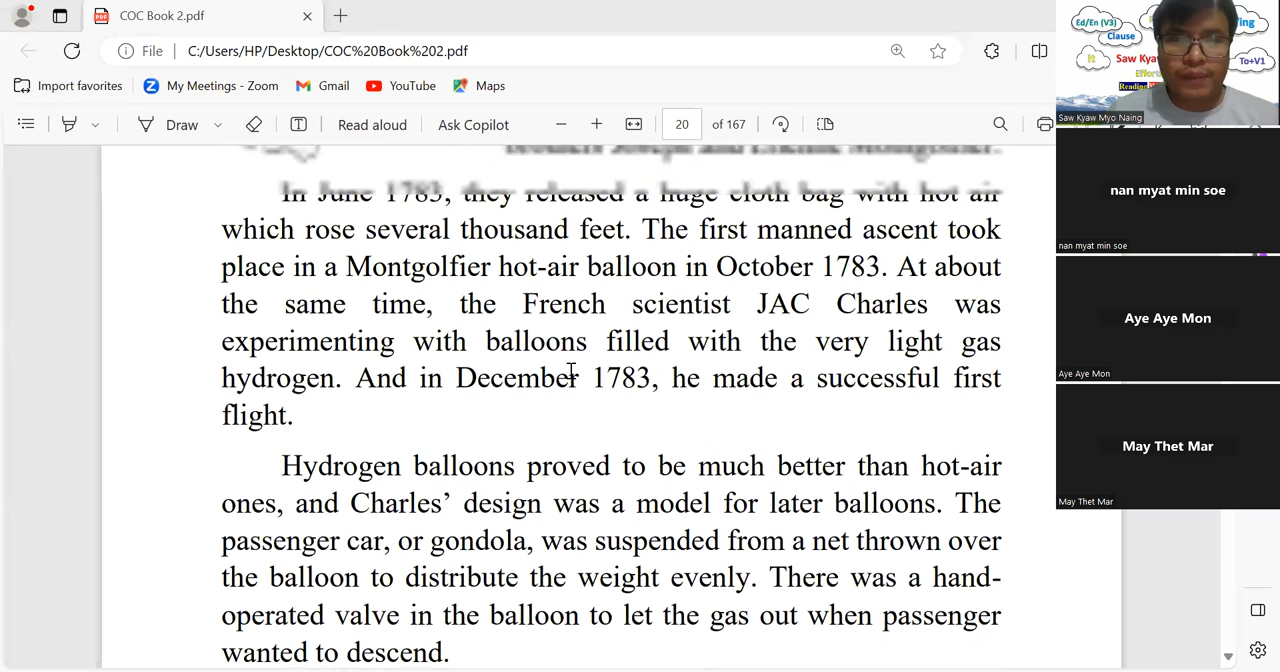 COC Book 2.pdf
File C:/Users/HP/Desktop/COC%20Book%202.pdf
Import favorites My Meetings - Zoom Gmail YouTube Maps
Draw Read aloud Ask Copilot 20 of 167
In June 1783, they released a huge cloth bag with hot air
which rose several thousand feet. The first manned ascent took
place in a Montgolfier hot-air balloon in October 1783. At about
the same time, the French scientist JAC Charles was
experimenting with balloons filled with the very light gas
hydrogen. And in December 1783, he made a successful first
flight.
Hydrogen balloons proved to be much better than hot-air
ones, and Charles’ design was a model for later balloons. The
passenger car, or gondola, was suspended from a net thrown over
the balloon to distribute the weight evenly. There was a hand-
operated valve in the balloon to let the gas out when passenger
wanted to descend.
Ed/En (V3)
Clause
It
Saw Kya
To+V1
Saw Kyaw Myo Naing
nan myat min soe
nan myat min soe
Aye Aye Mon
Aye Aye Mon
May Thet Mar
May Thet Mar